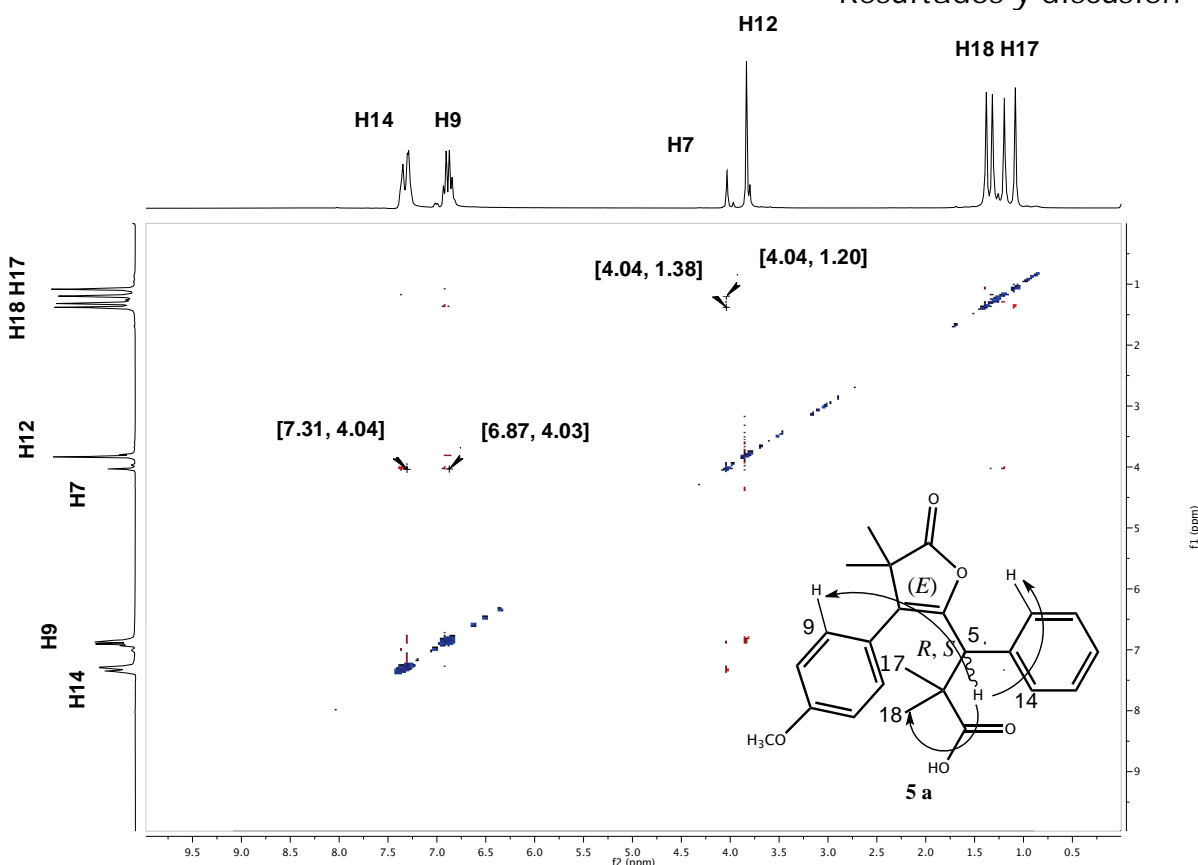 Resultados y discusión
H12
H18 H17
H14
H9
H7
H18 H17
[4.04, 1.38]
[4.04, 1.20]
1
2
3
H12
[7.31, 4.04]
[6.87, 4.03]
4
H7
5
f1 (ppm)
O
O
H
(E)
H
6
9
5
H9
R, S
17
7
H
14
H14
18
8
H3CO
O
HO
9
5 a
9.5 9.0 8.5 8.0 7.5 7.0 6.5 6.0 5.5 5.0 4.5 4.0 3.5 3.0 2.5 2.0 1.5 1.0 0.5
f2 (ppm)